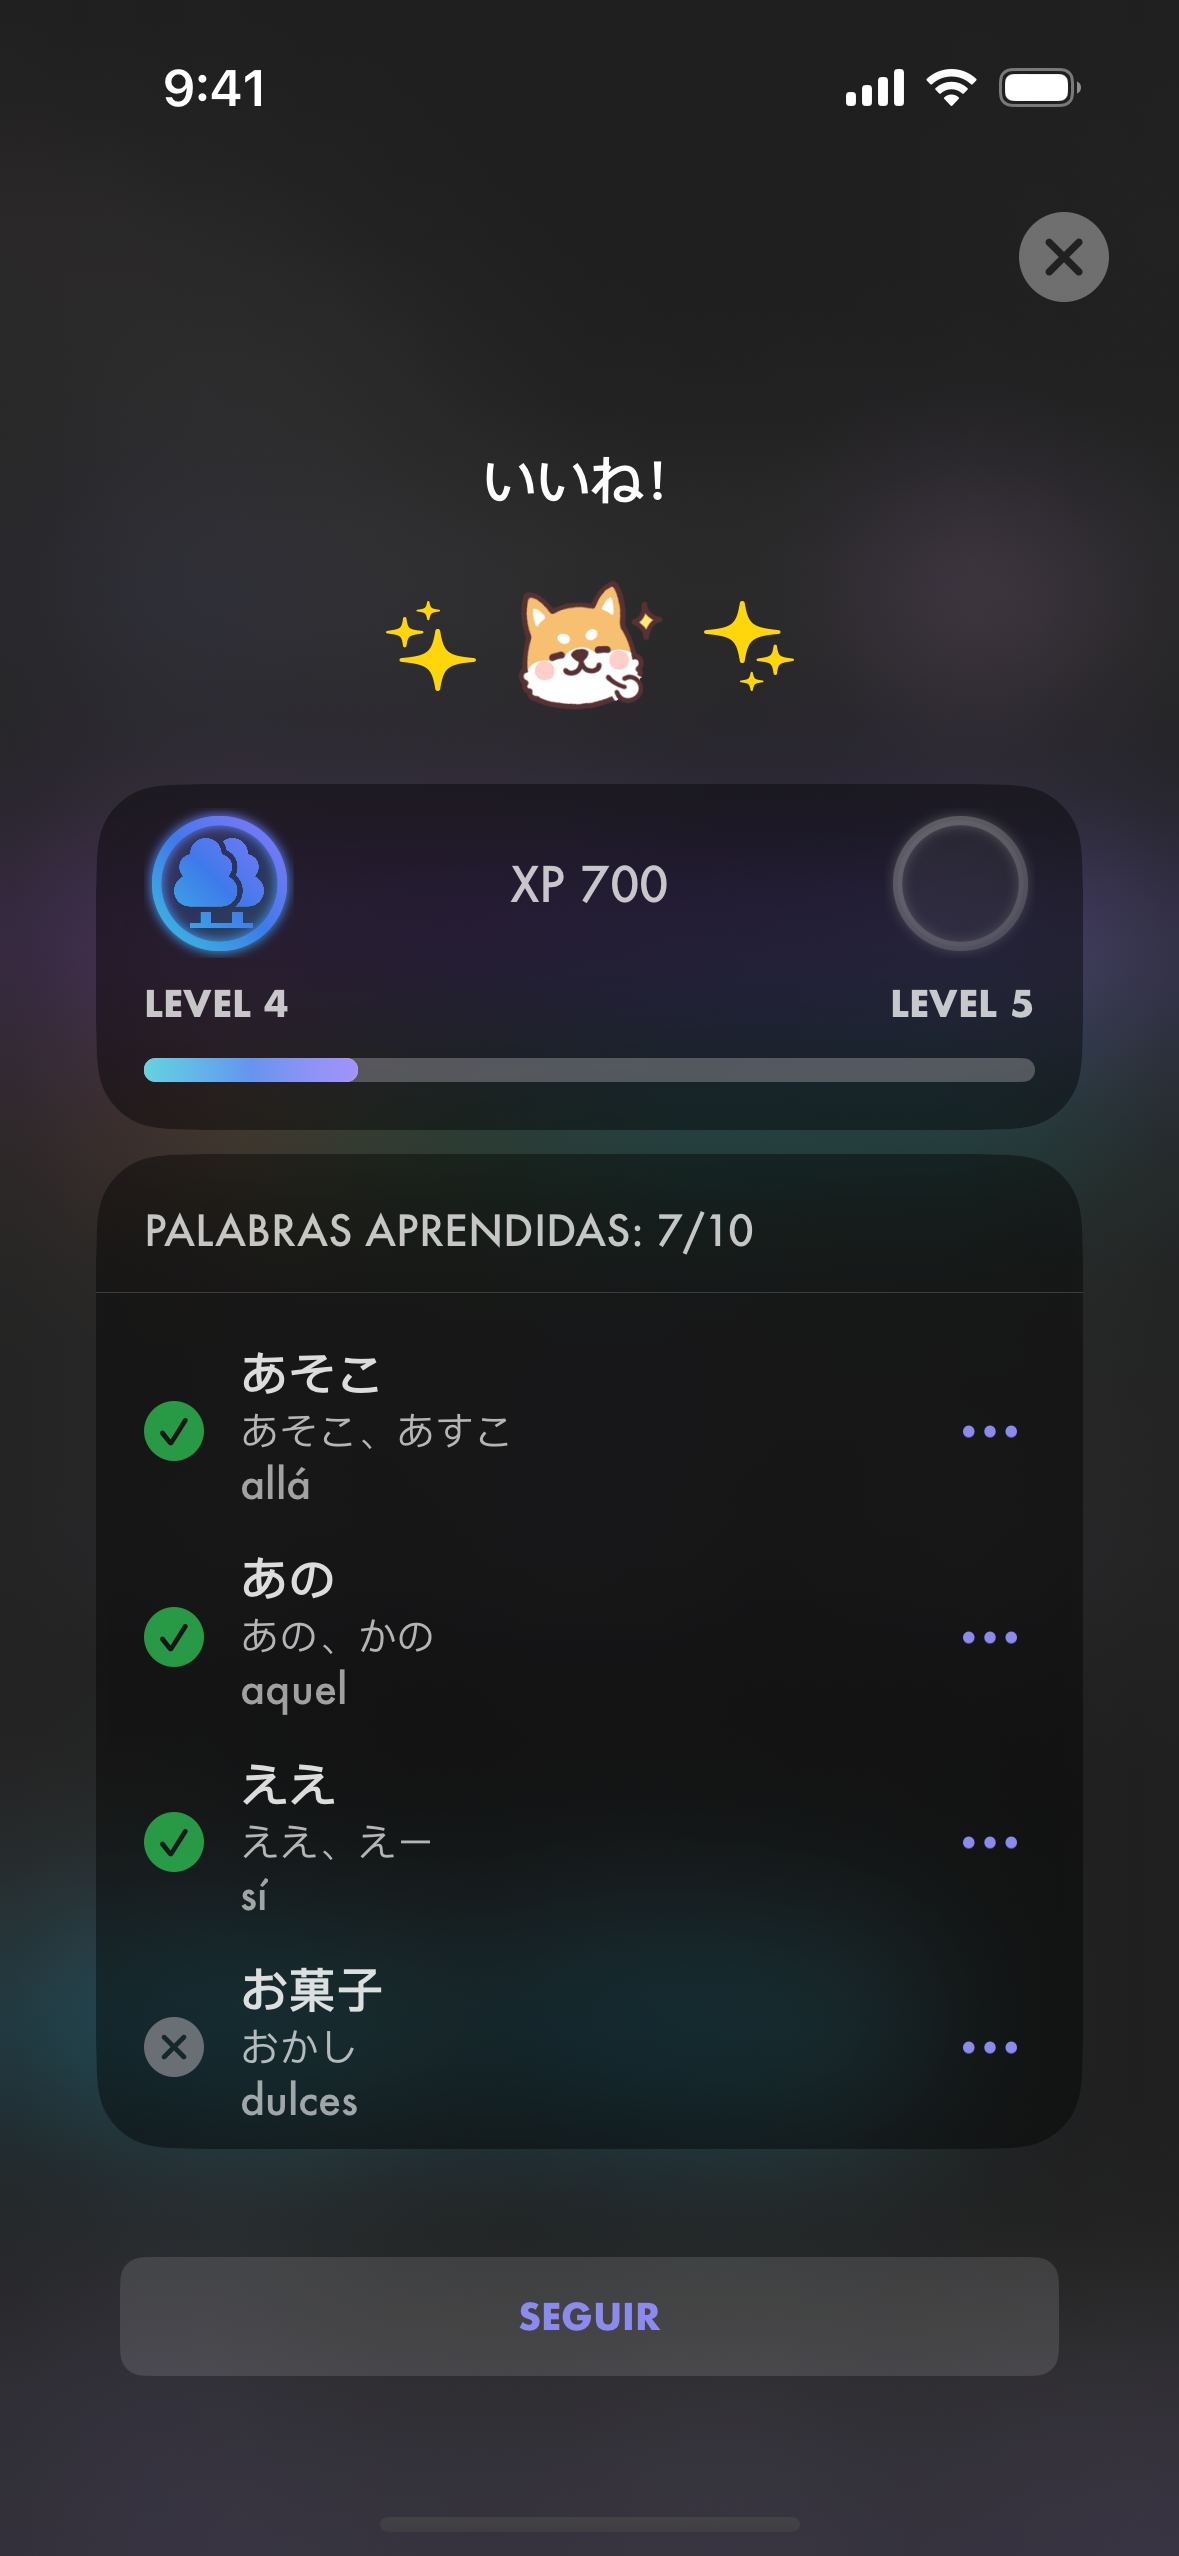 9:41
いいね!
XP 700
LEVEL 4
LEVEL 5
PALABRAS APRENDIDAS: 7/10
あそこ
あそこ、あすこ
allá
あの
あの、かの
aquel
ええ
ええ、えー
sí
お菓子
おかし
dulces
SEGUIR